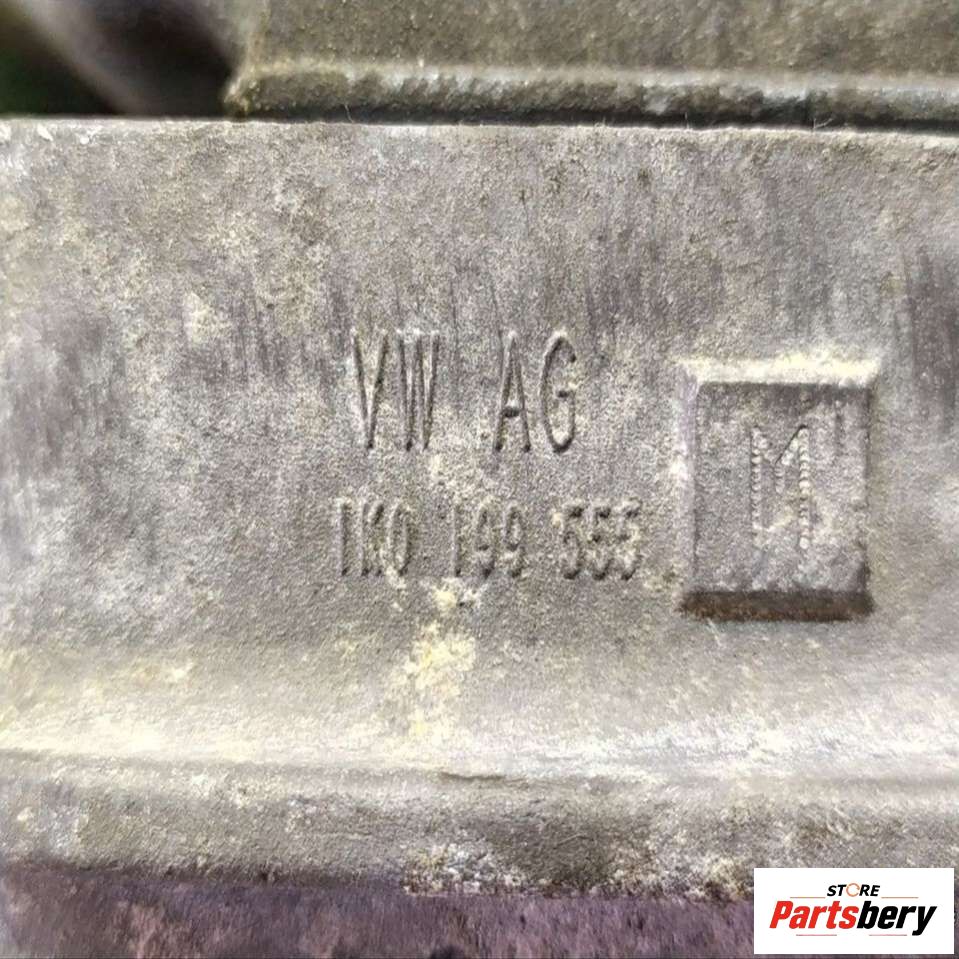 VW AG
1K0 199 555
M
STORE
Partsbery